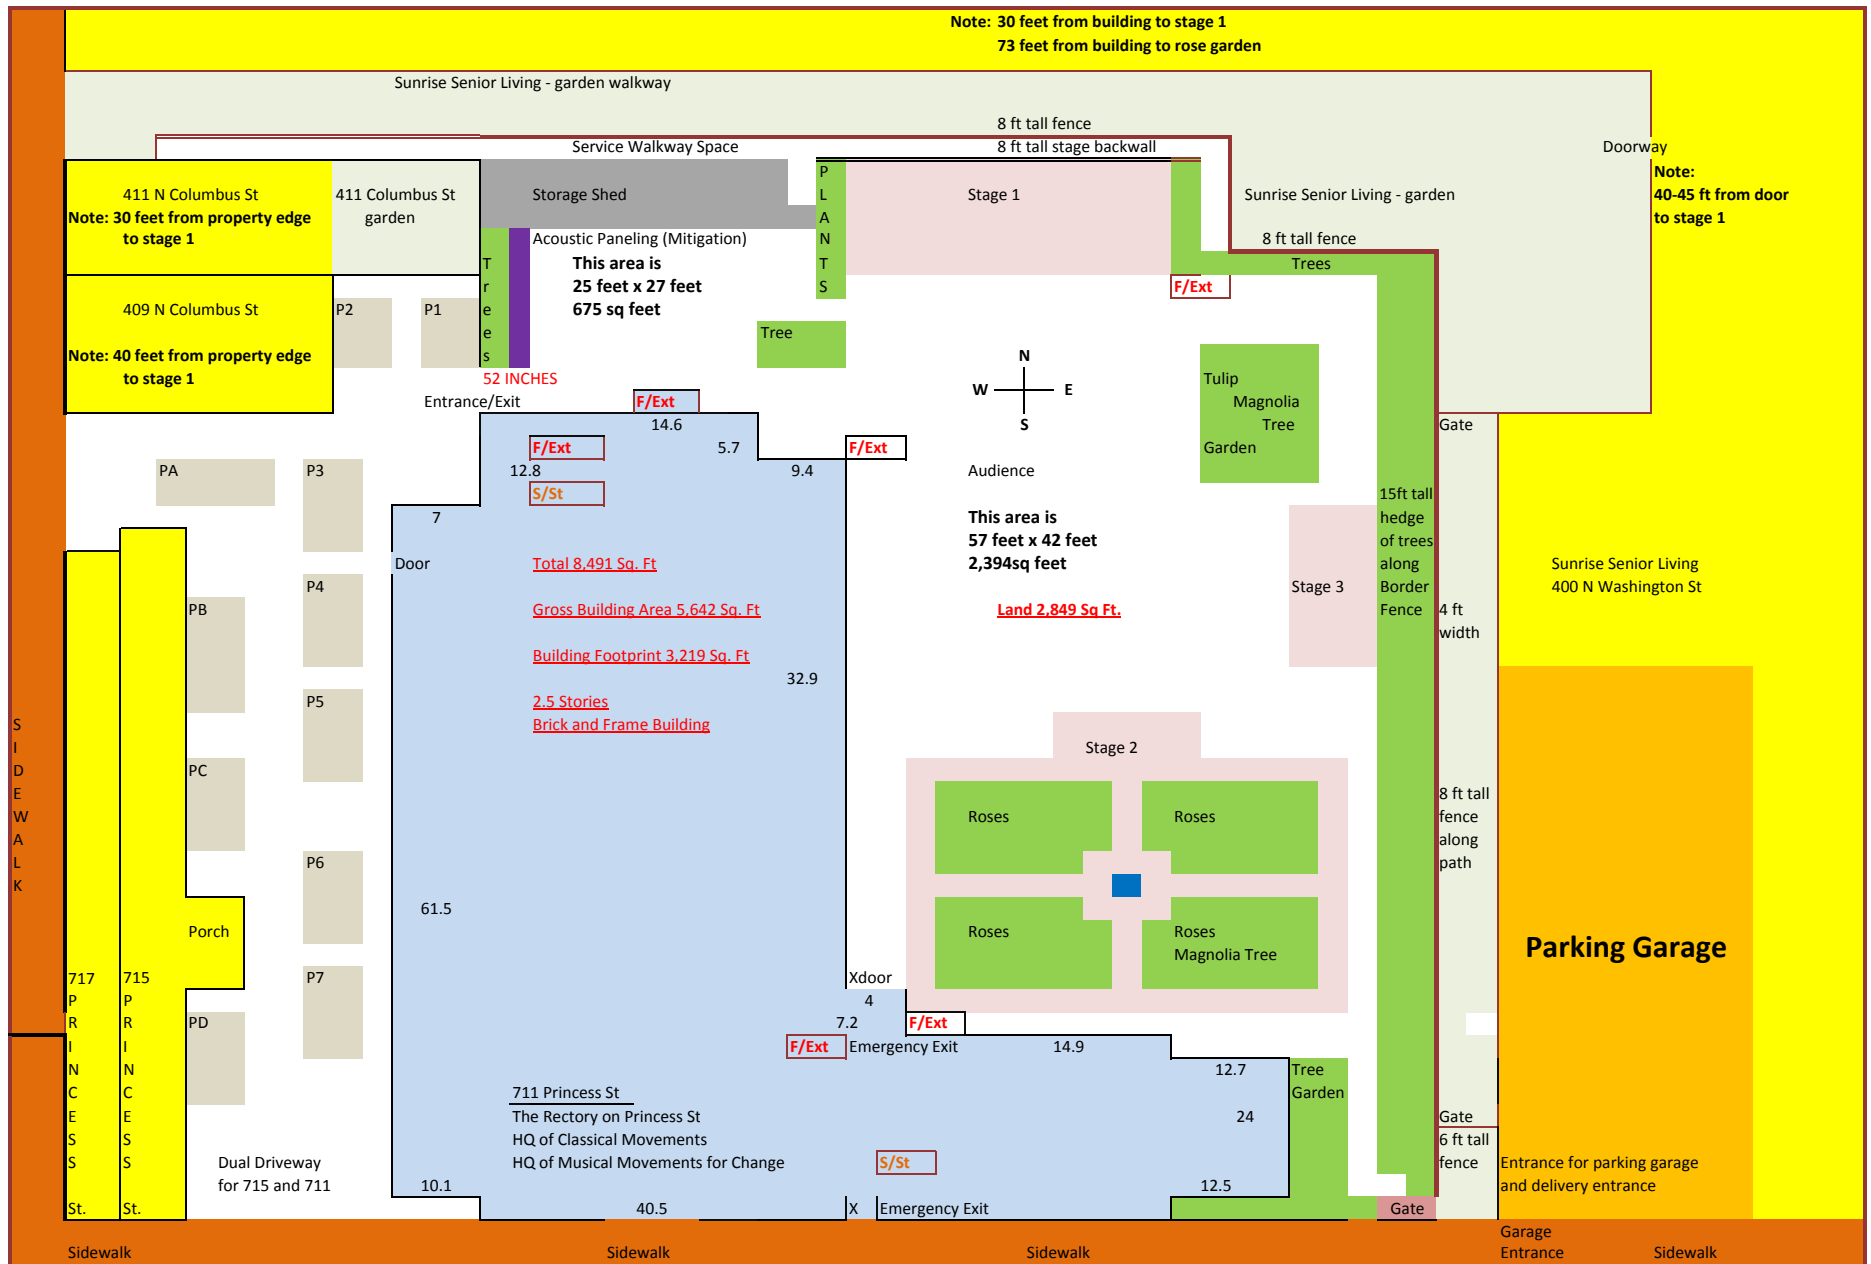 Note: 30 feet from building to stage 1
73 feet from building to rose garden
Sunrise Senior Living - garden walkway
8 ft tall fence
Service Walkway Space
8 ft tall stage backwall
Doorway
411 N Columbus St
Note: 30 feet from property edge
to stage 1
411 Columbus St
garden
Storage Shed
PLANTS
Stage 1
Sunrise Senior Living - garden
Note:
40-45 ft from door
to stage 1
Acoustic Paneling (Mitigation)
This area is
25 feet x 27 feet
675 sq feet
8 ft tall fence
Trees
Trees
F/Ext
409 N Columbus St
Note: 40 feet from property edge
to stage 1
P2
P1
Tree
52 INCHES
Entrance/Exit
F/Ext
N
W E
S
Tulip
Magnolia
Tree
Garden
Gate
14.6
F/Ext
5.7
F/Ext
PA
P3
12.8
9.4
Audience
S/St
7
This area is
57 feet x 42 feet
2,394sq feet
15ft tall
hedge
of trees
along
Border
Fence
Door
Total 8,491 Sq. Ft
Sunrise Senior Living
400 N Washington St
P4
Stage 3
PB
Gross Building Area 5,642 Sq. Ft
Land 2,849 Sq Ft.
4 ft
width
Building Footprint 3,219 Sq. Ft
32.9
P5
2.5 Stories
Brick and Frame Building
SIDEWALK
Stage 2
PC
8 ft tall
fence
along
path
Roses
Roses
P6
61.5
Porch
Roses
Roses
Magnolia Tree
Parking Garage
717
PRINCESS
St.
715
PRINCESS
St.
P7
Xdoor
4
PD
7.2
F/Ext
F/Ext
Emergency Exit
14.9
12.7
Tree
Garden
711 Princess St
The Rectory on Princess St
HQ of Classical Movements
HQ of Musical Movements for Change
24
Gate
6 ft tall
fence
S/St
Dual Driveway
for 715 and 711
Entrance for parking garage
and delivery entrance
10.1
12.5
40.5
X
Emergency Exit
Gate
Garage
Entrance
Sidewalk
Sidewalk
Sidewalk
Sidewalk